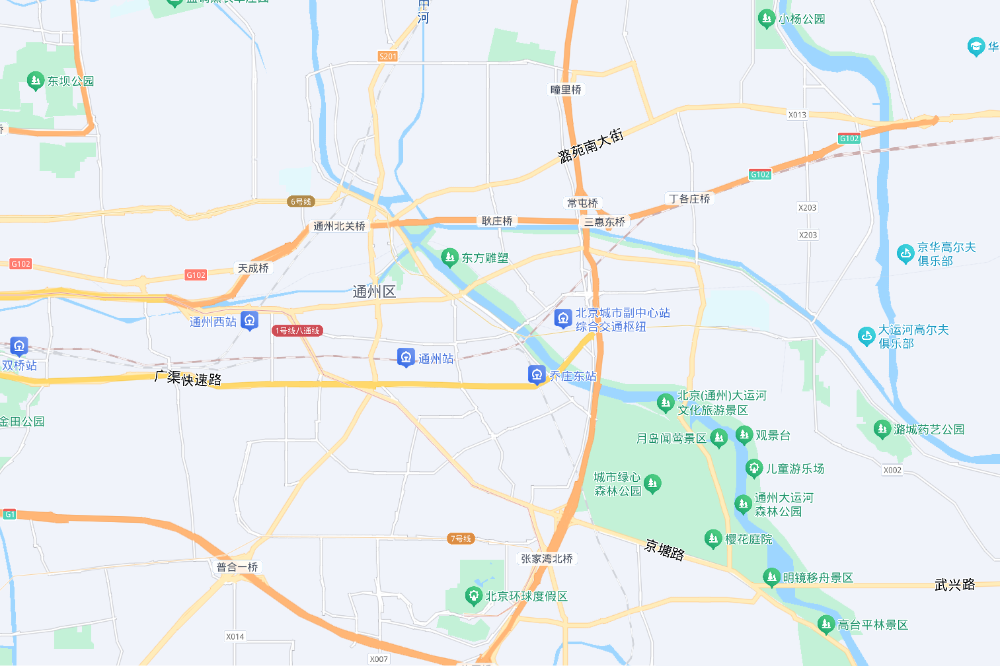 中
河
小杨公园
S201
华
东坝公园
疃里桥
桥
X013
潞苑南大街
G102
G102
6号线
常屯桥
丁各庄桥
X203
通州北关桥
耿庄桥
三惠东桥
X203
京华高尔夫
俱乐部
东方雕塑
G102
天成桥
G102
通州区
北京城市副中心站
综合交通枢纽
通州西站
1号线八通线
大运河高尔夫
俱乐部
双桥站
通州站
广渠快速路
乔庄东站
北京(通州)大运河
文化旅游景区
金田公园
月岛闻莺景区
观景台
潞城药艺公园
儿童游乐场
X002
城市绿心
森林公园
通州大运河
森林公园
G1
7号线
樱花庭院
京塘路
张家湾北桥
普合一桥
明镜移舟景区
武兴路
北京环球度假区
高台平林景区
X014
X007